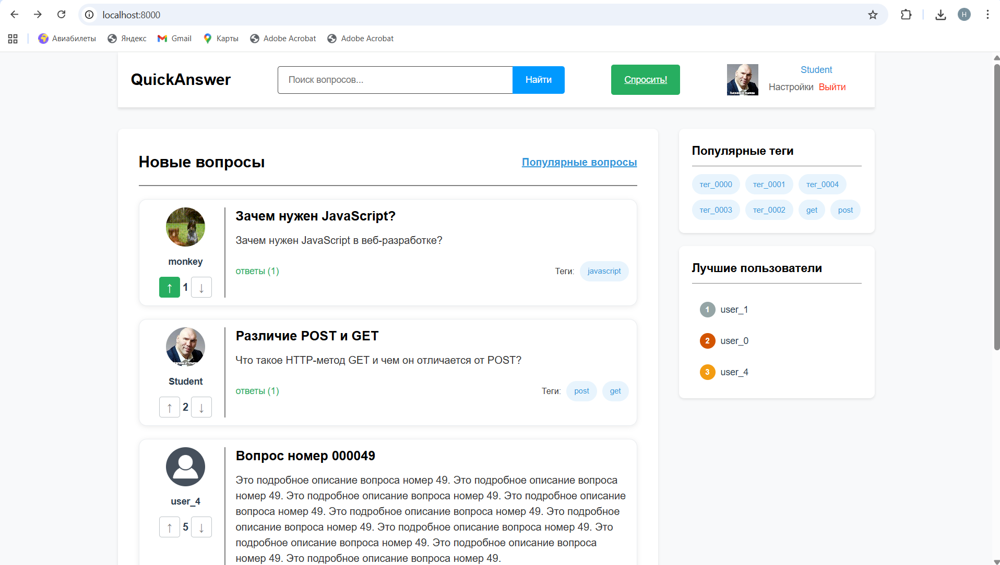 localhost:8000
H
Авиабилеты
Яндекс
Gmail
Карты
Adobe Acrobat
Adobe Acrobat
QuickAnswer
Поиск вопросов...
Найти
Спросить!
Student
Настройки Выйти
Новые вопросы
Популярные вопросы
Зачем нужен JavaScript?
Зачем нужен JavaScript в веб-разработке?
monkey
ответы (1)
Теги: javascript
↑ 1 ↓
Различие POST и GET
Что такое HTTP-метод GET и чем он отличается от POST?
Student
ответы (1)
Теги: post get
↑ 2 ↓
Вопрос номер 000049
Это подробное описание вопроса номер 49. Это подробное описание вопроса
номер 49. Это подробное описание вопроса номер 49. Это подробное описание
вопроса номер 49. Это подробное описание вопроса номер 49. Это подробное
описание вопроса номер 49. Это подробное описание вопроса номер 49. Это
подробное описание вопроса номер 49. Это подробное описание вопроса
номер 49. Это подробное описание вопроса номер 49.
user_4
↑ 5 ↓
Популярные теги
тег_0000 тег_0001 тег_0004
тег_0003 тег_0002 get post
Лучшие пользователи
1 user_1
2 user_0
3 user_4